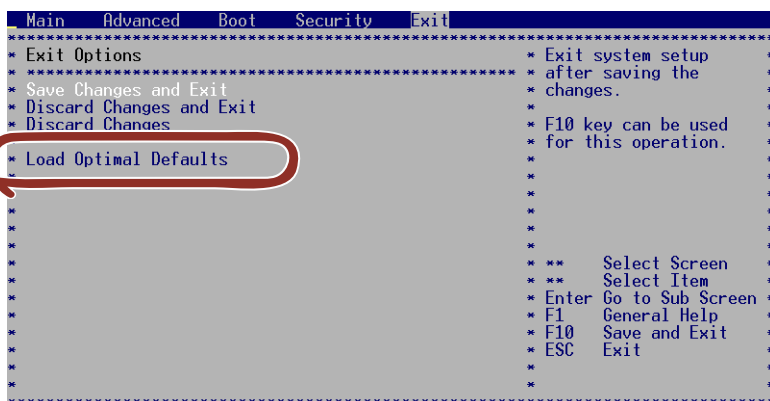 Main Advanced Boot Security Exit
Exit Options
Save Changes and Exit
Discard Changes and Exit
Discard Changes
Load Optimal Defaults
Exit system setup
after saving the
changes.
F10 key can be used
for this operation.
** Select Screen
** Select Item
Enter Go to Sub Screen
F1 General Help
F10 Save and Exit
ESC Exit